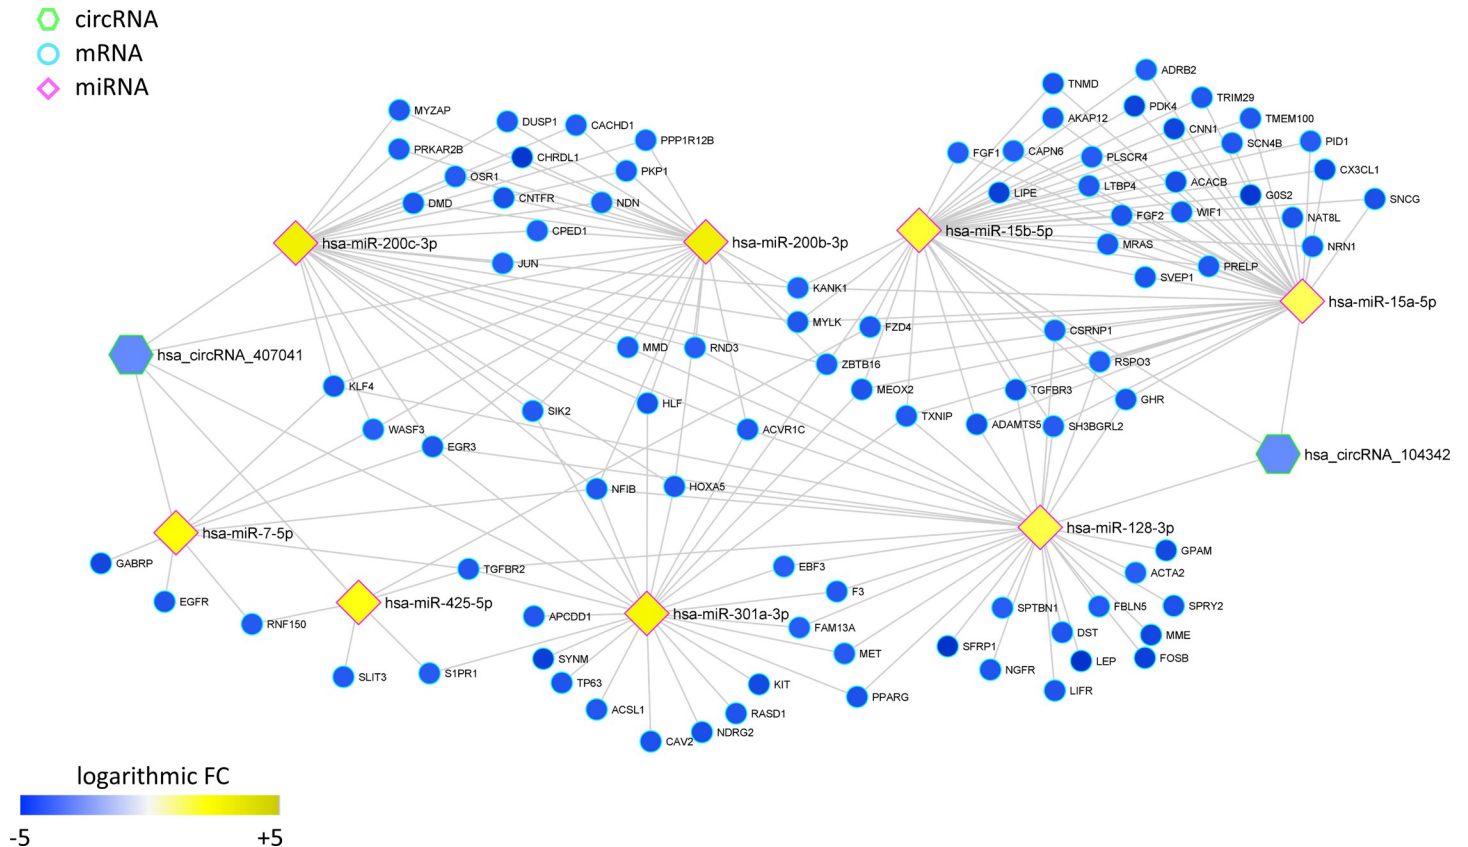 circRNA
mRNA
miRNA
MYZAP
DUSP1
CACHD1
PPP1R12B
PRKAR2B
CHRDL1
PKP1
OSR1
CNTFR
NDN
DMD
CPED1
JUN
hsa-miR-200c-3p
hsa-miR-200b-3p
ADRB2
TNMD
TRIM29
PDK4
AKAP12
TMEM100
CNN1
SCN4B
PID1
FGF1
CAPN6
PLSCR4
CX3CL1
LIPE
LTBP4
ACACB
G0S2
SNCG
FGF2
WIF1
NAT8L
hsa-miR-15b-5p
MRAS
NRN1
PRELP
SVEP1
KANK1
hsa-miR-15a-5p
MYLK
FZD4
CSRNP1
hsa_circRNA_407041
MMD
RND3
ZBTB16
RSPO3
KLF4
MEOX2
TGFBR3
GHR
SIK2
HLF
TXNIP
ADAMTS5
SH3BGRL2
WASF3
ACVR1C
EGR3
hsa_circRNA_104342
NFIB
HOXA5
hsa-miR-7-5p
hsa-miR-128-3p
GABRP
TGFBR2
EBF3
GPAM
ACTA2
EGFR
hsa-miR-425-5p
F3
SPTBN1
FBLN5
SPRY2
RNF150
APCDD1
hsa-miR-301a-3p
FAM13A
DST
MME
SFRP1
SYNM
MET
LEP
FOSB
SLIT3
S1PR1
TP63
KIT
NGFR
LIFR
PPARG
ACSL1
RASD1
NDRG2
CAV2
logarithmic FC
-5
+5